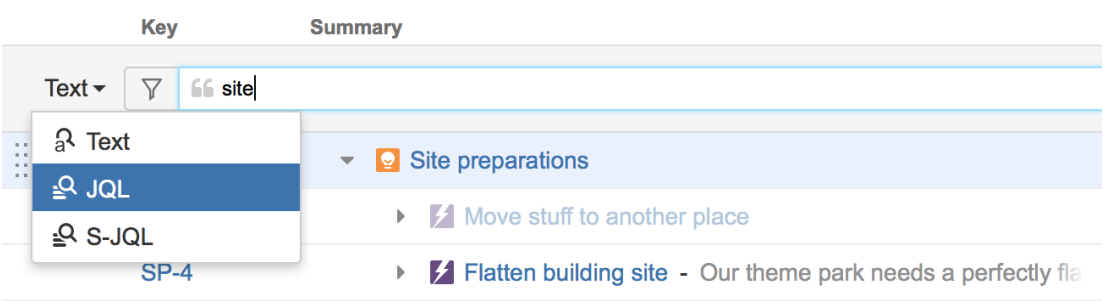 Key Summary
Text site
Text
JQL
S-JQL
Site preparations
Move stuff to another place
SP-4 Flatten building site - Our theme park needs a perfectly